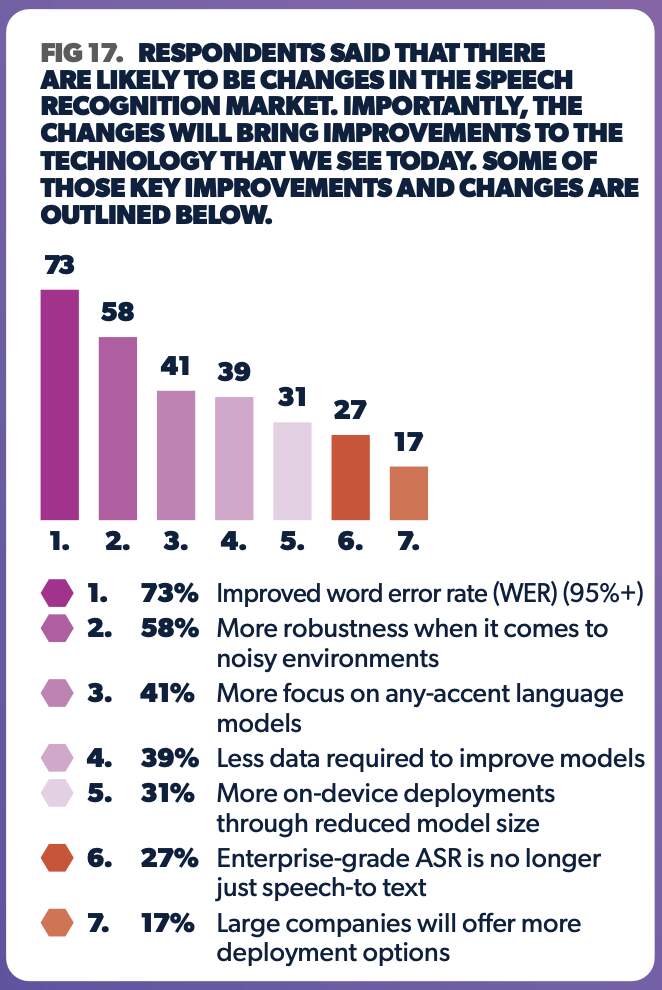 FIG 17. RESPONDENTS SAID THAT THERE
ARE LIKELY TO BE CHANGES IN THE SPEECH
RECOGNITION MARKET. IMPORTANTLY, THE
CHANGES WILL BRING IMPROVEMENTS TO THE
TECHNOLOGY THAT WE SEE TODAY. SOME OF
THOSE KEY IMPROVEMENTS AND CHANGES ARE
OUTLINED BELOW.
73
58
41
39
31
27
17
1. 2. 3. 4. 5. 6. 7.
1. 73% Improved word error rate (WER) (95%+)
2. 58% More robustness when it comes to
noisy environments
3. 41% More focus on any-accent language
models
4. 39% Less data required to improve models
5. 31% More on-device deployments
through reduced model size
6. 27% Enterprise-grade ASR is no longer
just speech-to text
7. 17% Large companies will offer more
deployment options